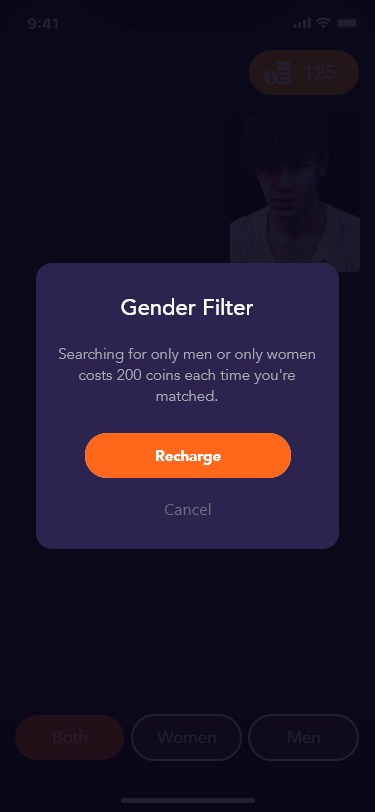 9:41
125
Gender Filter
Searching for only men or only women
costs 200 coins each time you're
matched.
Recharge
Cancel
Both
Women
Men